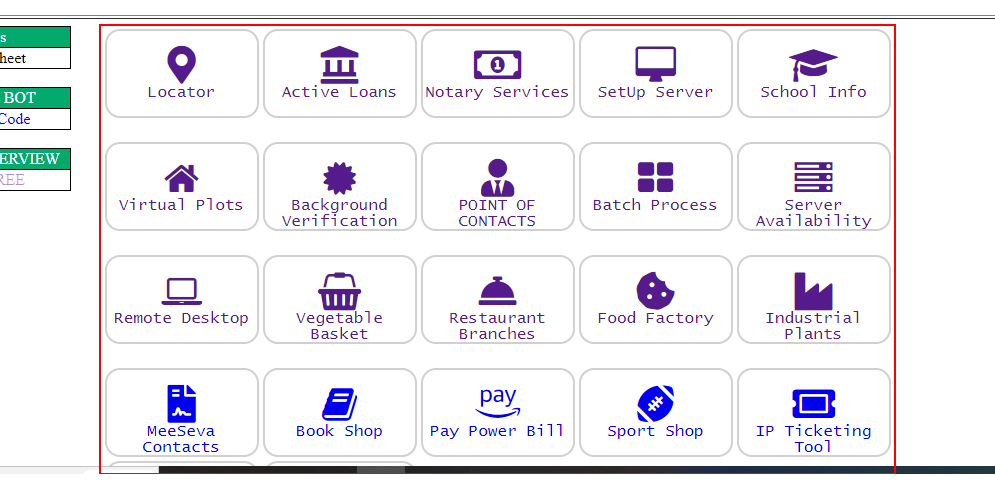 s
heet
BOT
Code
ERVIEW
REE
Locator
Active Loans
Notary Services
SetUp Server
School Info
Virtual Plots
Background
Verification
POINT OF
CONTACTS
Batch Process
Server
Availability
Remote Desktop
Vegetable
Basket
Restaurant
Branches
Food Factory
Industrial
Plants
MeeSeva
Contacts
Book Shop
pay
Pay Power Bill
Sport Shop
IP Ticketing
Tool